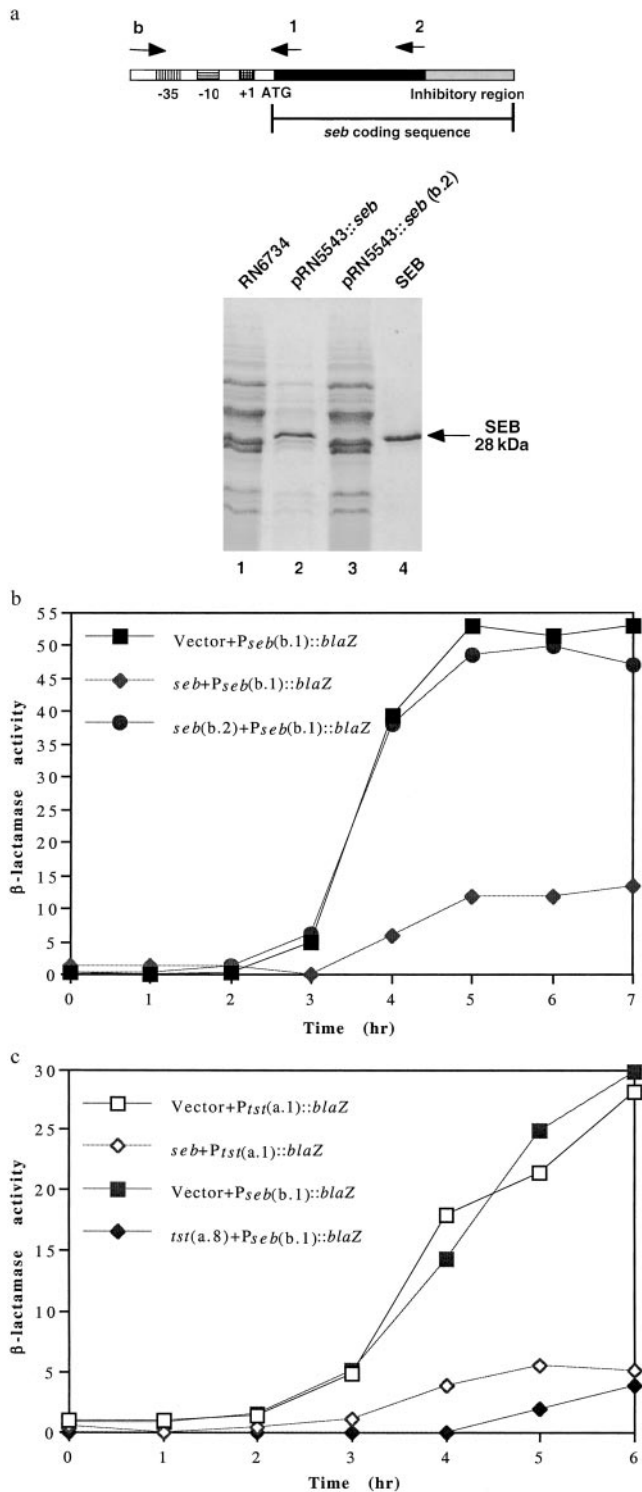 a
b 1 2
-35 -10 +1 ATG Inhibitory region
seb coding sequence
RN6734 pRN5543::seb pRN5543::seb (b.2) SEB
SEB
28 kDa
1 2 3 4
b
55
50
45
40
35
30
25
20
15
10
5
0
β-lactamase activity
Vector+Pseb(b.1)::blaZ
seb+Pseb(b.1)::blaZ
seb(b.2)+Pseb(b.1)::blaZ
0 1 2 3 4 5 6 7
Time (hr)
c
30
25
20
15
10
5
0
β-lactamase activity
Vector+Ptst(a.1)::blaZ
seb+Ptst(a.1)::blaZ
Vector+Pseb(b.1)::blaZ
tst(a.8)+Pseb(b.1)::blaZ
0 1 2 3 4 5 6
Time (hr)